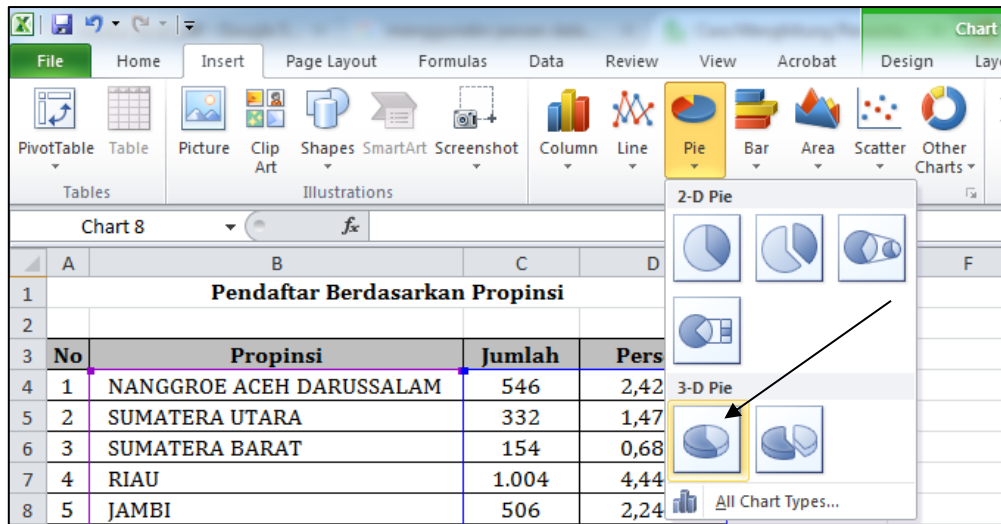 Chart
File Home Insert Page Layout Formulas Data Review View Acrobat Design Lay
PivotTable Table Picture Clip Art Shapes SmartArt Screenshot Column Line Pie Bar Area Scatter Other Charts
Tables Illustrations
2-D Pie
Chart 8 fx
A B C D F
1 Pendaftar Berdasarkan Propinsi
2
3 No Propinsi Jumlah Pers
4 1 NANGGROE ACEH DARUSSALAM 546 2,42
3-D Pie
5 2 SUMATERA UTARA 332 1,47
6 3 SUMATERA BARAT 154 0,68
7 4 RIAU 1.004 4,44
8 5 JAMBI 506 2,24
All Chart Types...